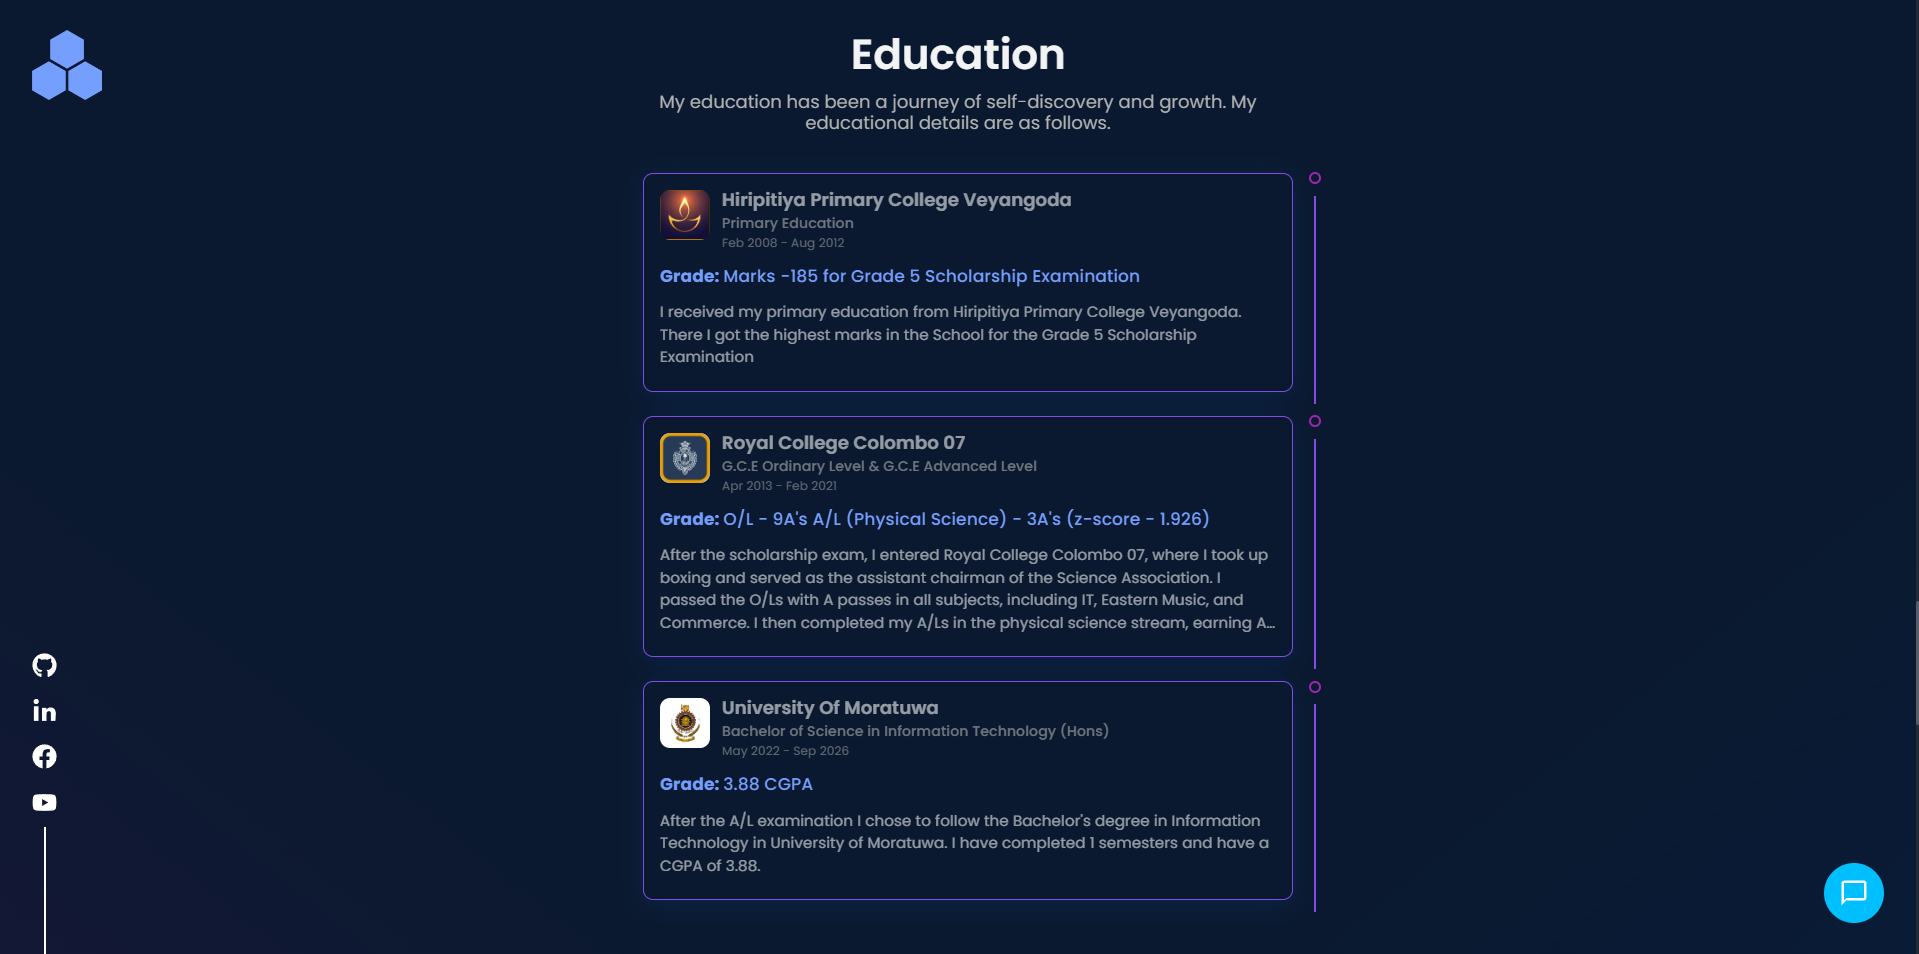 Education
My education has been a journey of self-discovery and growth. My
educational details are as follows.
Hiripitiya Primary College Veyangoda
Primary Education
Feb 2008 - Aug 2012
Grade: Marks -185 for Grade 5 Scholarship Examination
I received my primary education from Hiripitiya Primary College Veyangoda.
There I got the highest marks in the School for the Grade 5 Scholarship
Examination
Royal College Colombo 07
G.C.E Ordinary Level & G.C.E Advanced Level
Apr 2013 - Feb 2021
Grade: O/L - 9A's A/L (Physical Science) - 3A's (z-score - 1.926)
After the scholarship exam, I entered Royal College Colombo 07, where I took up
boxing and served as the assistant chairman of the Science Association. I
passed the O/Ls with A passes in all subjects, including IT, Eastern Music, and
Commerce. I then completed my A/Ls in the physical science stream, earning A...
University Of Moratuwa
Bachelor of Science in Information Technology (Hons)
May 2022 - Sep 2026
Grade: 3.88 CGPA
After the A/L examination I chose to follow the Bachelor's degree in Information
Technology in University of Moratuwa. I have completed 1 semesters and have a
CGPA of 3.88.